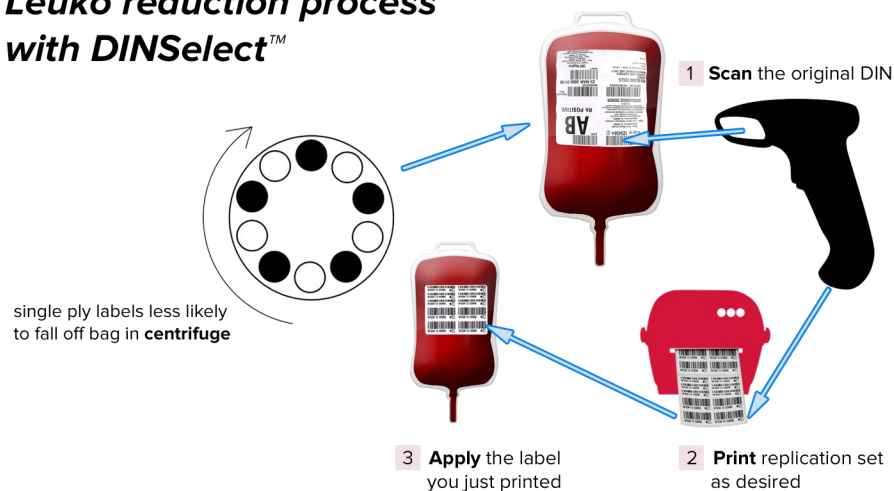 Leuko reduction process
with DINSelect™
1 Scan the original DIN
Rh POSITIVE
AB
single ply labels less likely
to fall off bag in centrifuge
3 Apply the label
you just printed
2 Print replication set
as desired